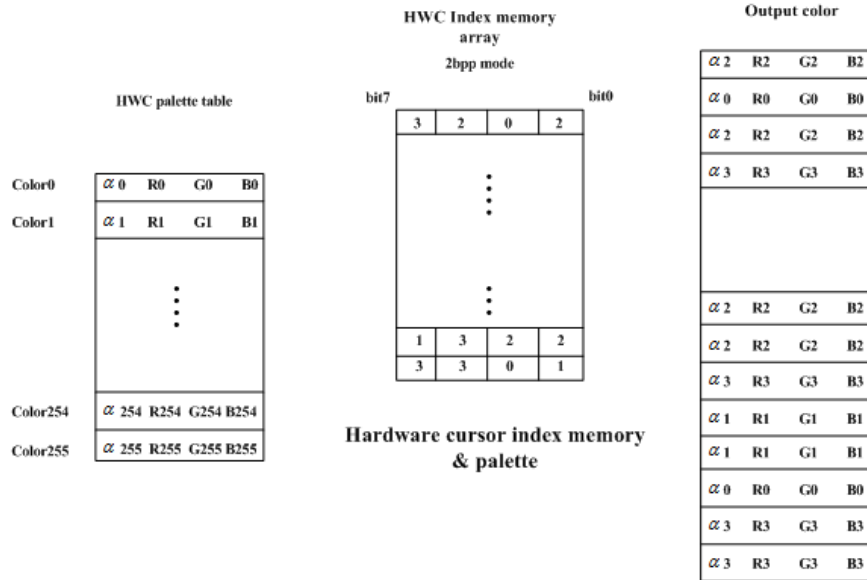 HWC palette table
Color0 α 0 R0 G0 B0
Color1 α 1 R1 G1 B1
Color254 α 254 R254 G254 B254
Color255 α 255 R255 G255 B255
HWC Index memory
array
2bpp mode
bit7 bit0
3 2 0 2
1 3 2 2
3 3 0 1
Hardware cursor index memory
& palette
Output color
α 2 R2 G2 B2
α 0 R0 G0 B0
α 2 R2 G2 B2
α 3 R3 G3 B3
α 2 R2 G2 B2
α 2 R2 G2 B2
α 3 R3 G3 B3
α 1 R1 G1 B1
α 1 R1 G1 B1
α 0 R0 G0 B0
α 3 R3 G3 B3
α 3 R3 G3 B3